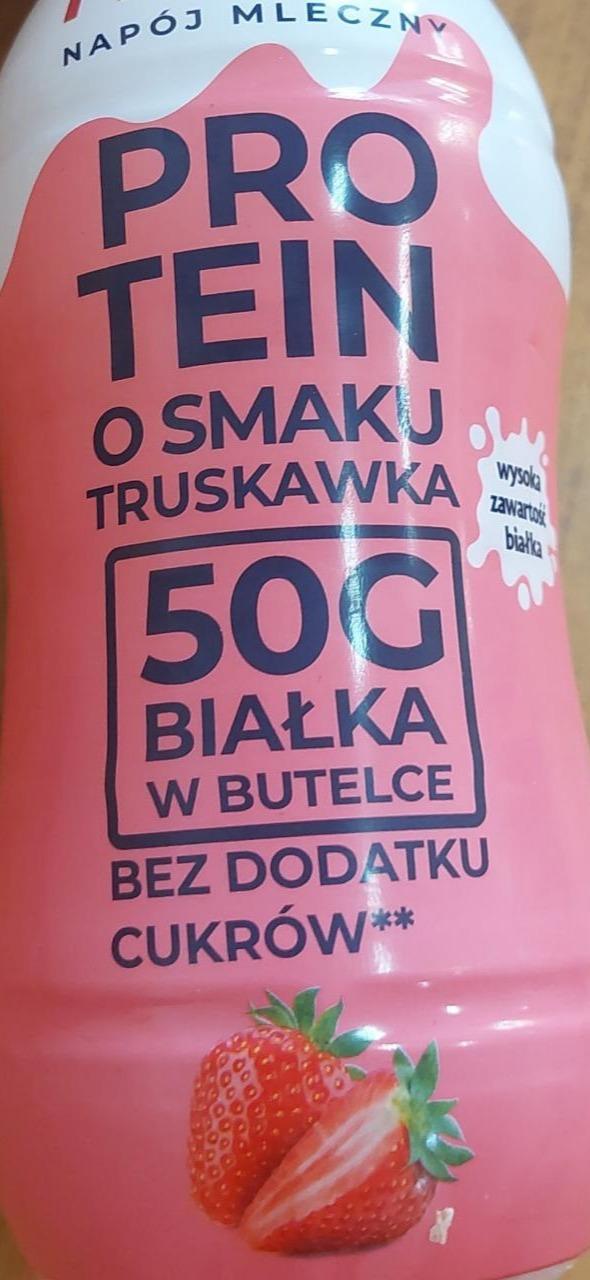 NAPÓJ MLECZNY
PRO
TEIN
O SMAKU
TRUSKAWKA
wysoka
zawartość
białka
50G
BIAŁKA
W BUTELCE
BEZ DODATKU
CUKRÓW**